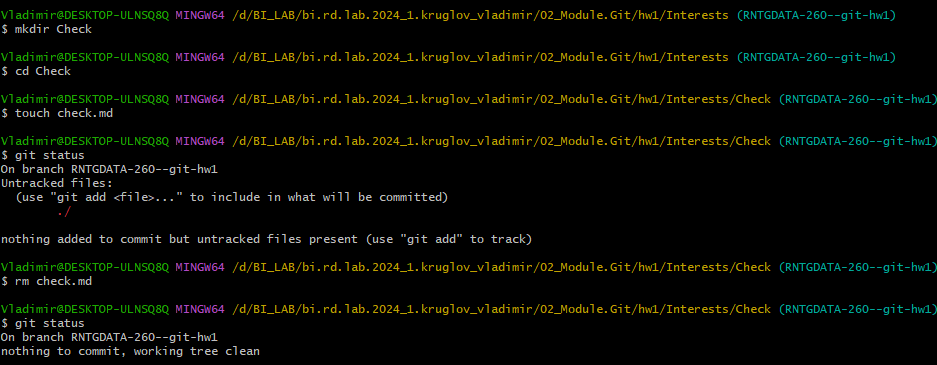 Vladimir@DESKTOP-ULNSQ8Q MINGW64 /d/BI_LAB/bi.rd.lab.2024_1.kruglov_vladimir/02_Module.Git/hw1/Interests (RNTGDATA-260--git-hw1)
$ mkdir Check
Vladimir@DESKTOP-ULNSQ8Q MINGW64 /d/BI_LAB/bi.rd.lab.2024_1.kruglov_vladimir/02_Module.Git/hw1/Interests (RNTGDATA-260--git-hw1)
$ cd Check
Vladimir@DESKTOP-ULNSQ8Q MINGW64 /d/BI_LAB/bi.rd.lab.2024_1.kruglov_vladimir/02_Module.Git/hw1/Interests/Check (RNTGDATA-260--git-hw1)
$ touch check.md
Vladimir@DESKTOP-ULNSQ8Q MINGW64 /d/BI_LAB/bi.rd.lab.2024_1.kruglov_vladimir/02_Module.Git/hw1/Interests/Check (RNTGDATA-260--git-hw1)
$ git status
On branch RNTGDATA-260--git-hw1
Untracked files:
  (use "git add <file>..." to include in what will be committed)
        ./
nothing added to commit but untracked files present (use "git add" to track)
Vladimir@DESKTOP-ULNSQ8Q MINGW64 /d/BI_LAB/bi.rd.lab.2024_1.kruglov_vladimir/02_Module.Git/hw1/Interests/Check (RNTGDATA-260--git-hw1)
$ rm check.md
Vladimir@DESKTOP-ULNSQ8Q MINGW64 /d/BI_LAB/bi.rd.lab.2024_1.kruglov_vladimir/02_Module.Git/hw1/Interests/Check (RNTGDATA-260--git-hw1)
$ git status
On branch RNTGDATA-260--git-hw1
nothing to commit, working tree clean